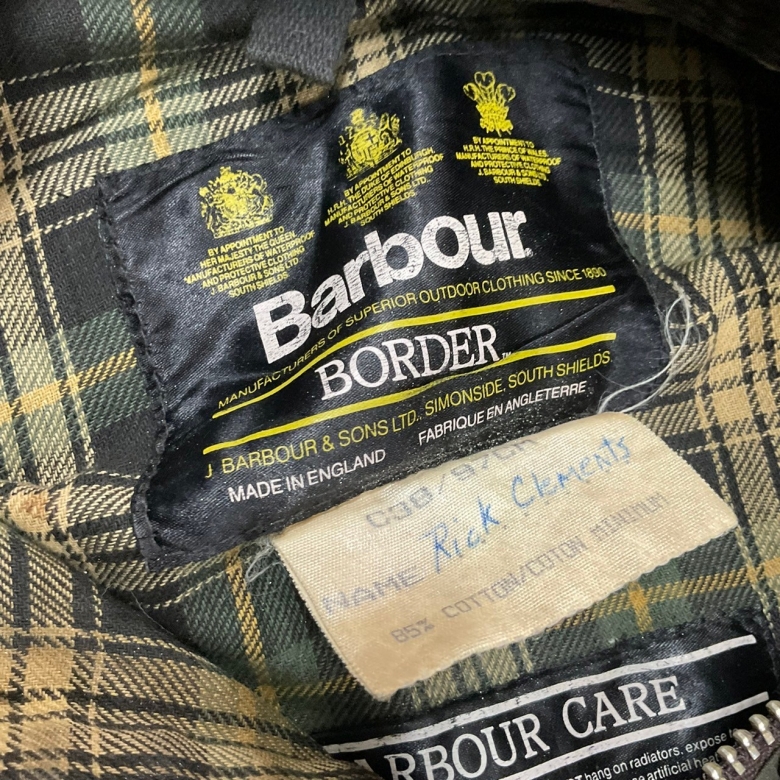 BY APPOINTMENT TO
HER MAJESTY THE QUEEN
MANUFACTURERS OF WATERPROOF
AND PROTECTIVE CLOTHING
J. BARBOUR & SONS LTD
SOUTH SHIELDS
BY APPOINTMENT TO
H.R.H. THE DUKE OF EDINBURGH
MANUFACTURERS OF WATERPROOF
AND PROTECTIVE CLOTHING
J. BARBOUR & SONS LTD.
SOUTH SHIELDS
BY APPOINTMENT TO
H.R.H. THE PRINCE OF WALES
MANUFACTURERS OF WATERPROOF
AND PROTECTIVE CLOTHING
J. BARBOUR & SONS LTD.
SOUTH SHIELDS
Barbour
MANUFACTURERS OF SUPERIOR OUTDOOR CLOTHING SINCE 1890
BORDER TM
J BARBOUR & SONS LTD. SIMONSIDE SOUTH SHIELDS.
MADE IN ENGLAND FABRIQUE EN ANGLETERRE
NAME Rick Clements
85% COTTON/COTON MINIMUM
RBOUR CARE
hang on radiators, expose
artificial heat